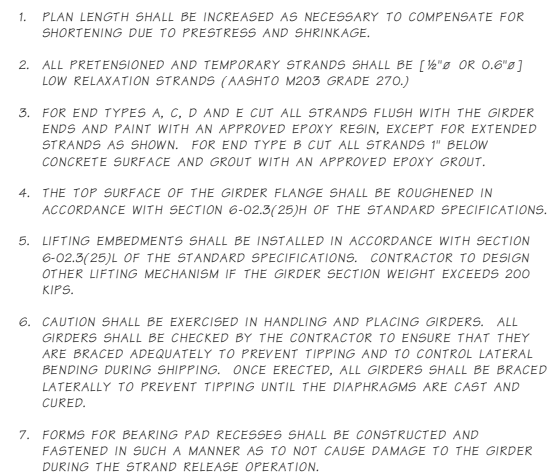 1. PLAN LENGTH SHALL BE INCREASED AS NECESSARY TO COMPENSATE FOR
SHORTENING DUE TO PRESTRESS AND SHRINKAGE.
2. ALL PRETENSIONED AND TEMPORARY STRANDS SHALL BE [½"ø OR 0.6"ø]
LOW RELAXATION STRANDS (AASHTO M203 GRADE 270.)
3. FOR END TYPES A, C, D AND E CUT ALL STRANDS FLUSH WITH THE GIRDER
ENDS AND PAINT WITH AN APPROVED EPOXY RESIN, EXCEPT FOR EXTENDED
STRANDS AS SHOWN. FOR END TYPE B CUT ALL STRANDS 1" BELOW
CONCRETE SURFACE AND GROUT WITH AN APPROVED EPOXY GROUT.
4. THE TOP SURFACE OF THE GIRDER FLANGE SHALL BE ROUGHENED IN
ACCORDANCE WITH SECTION 6-02.3(25)H OF THE STANDARD SPECIFICATIONS.
5. LIFTING EMBEDMENTS SHALL BE INSTALLED IN ACCORDANCE WITH SECTION
6-02.3(25)L OF THE STANDARD SPECIFICATIONS. CONTRACTOR TO DESIGN
OTHER LIFTING MECHANISM IF THE GIRDER SECTION WEIGHT EXCEEDS 200
KIPS.
6. CAUTION SHALL BE EXERCISED IN HANDLING AND PLACING GIRDERS. ALL
GIRDERS SHALL BE CHECKED BY THE CONTRACTOR TO ENSURE THAT THEY
ARE BRACED ADEQUATELY TO PREVENT TIPPING AND TO CONTROL LATERAL
BENDING DURING SHIPPING. ONCE ERECTED, ALL GIRDERS SHALL BE BRACED
LATERALLY TO PREVENT TIPPING UNTIL THE DIAPHRAGMS ARE CAST AND
CURED.
7. FORMS FOR BEARING PAD RECESSES SHALL BE CONSTRUCTED AND
FASTENED IN SUCH A MANNER AS TO NOT CAUSE DAMAGE TO THE GIRDER
DURING THE STRAND RELEASE OPERATION.